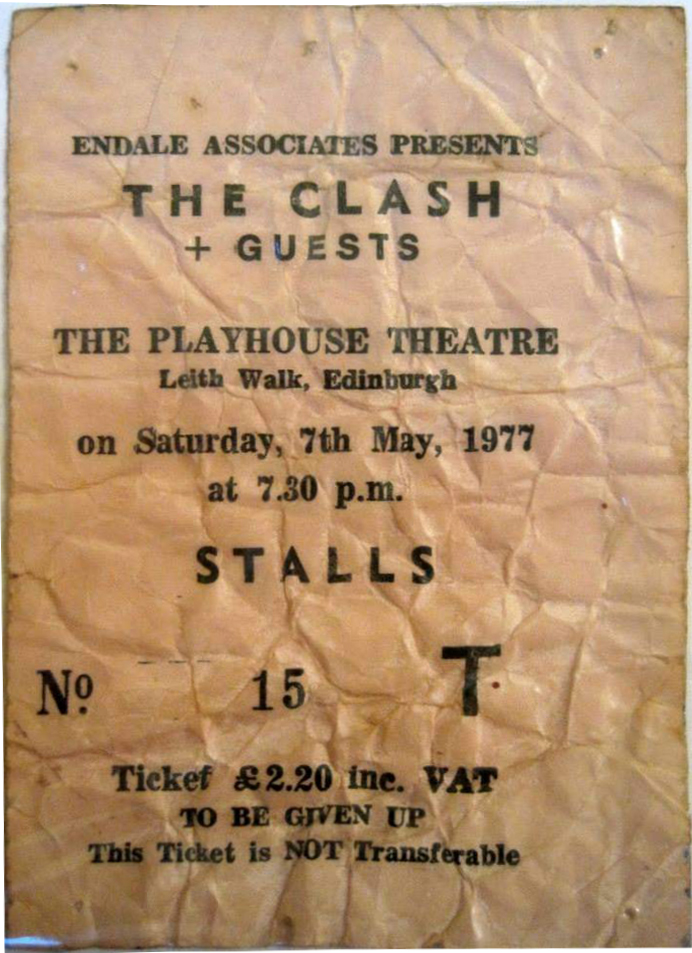 ENDALE ASSOCIATES PRESENTS
THE CLASH
+ GUESTS
THE PLAYHOUSE THEATRE
Leith Walk, Edinburgh
on Saturday, 7th May, 1977
at 7.30 p.m.
STALLS
Nº 15 T
Ticket £2.20 inc. VAT
TO BE GIVEN UP
This Ticket is NOT Transferable